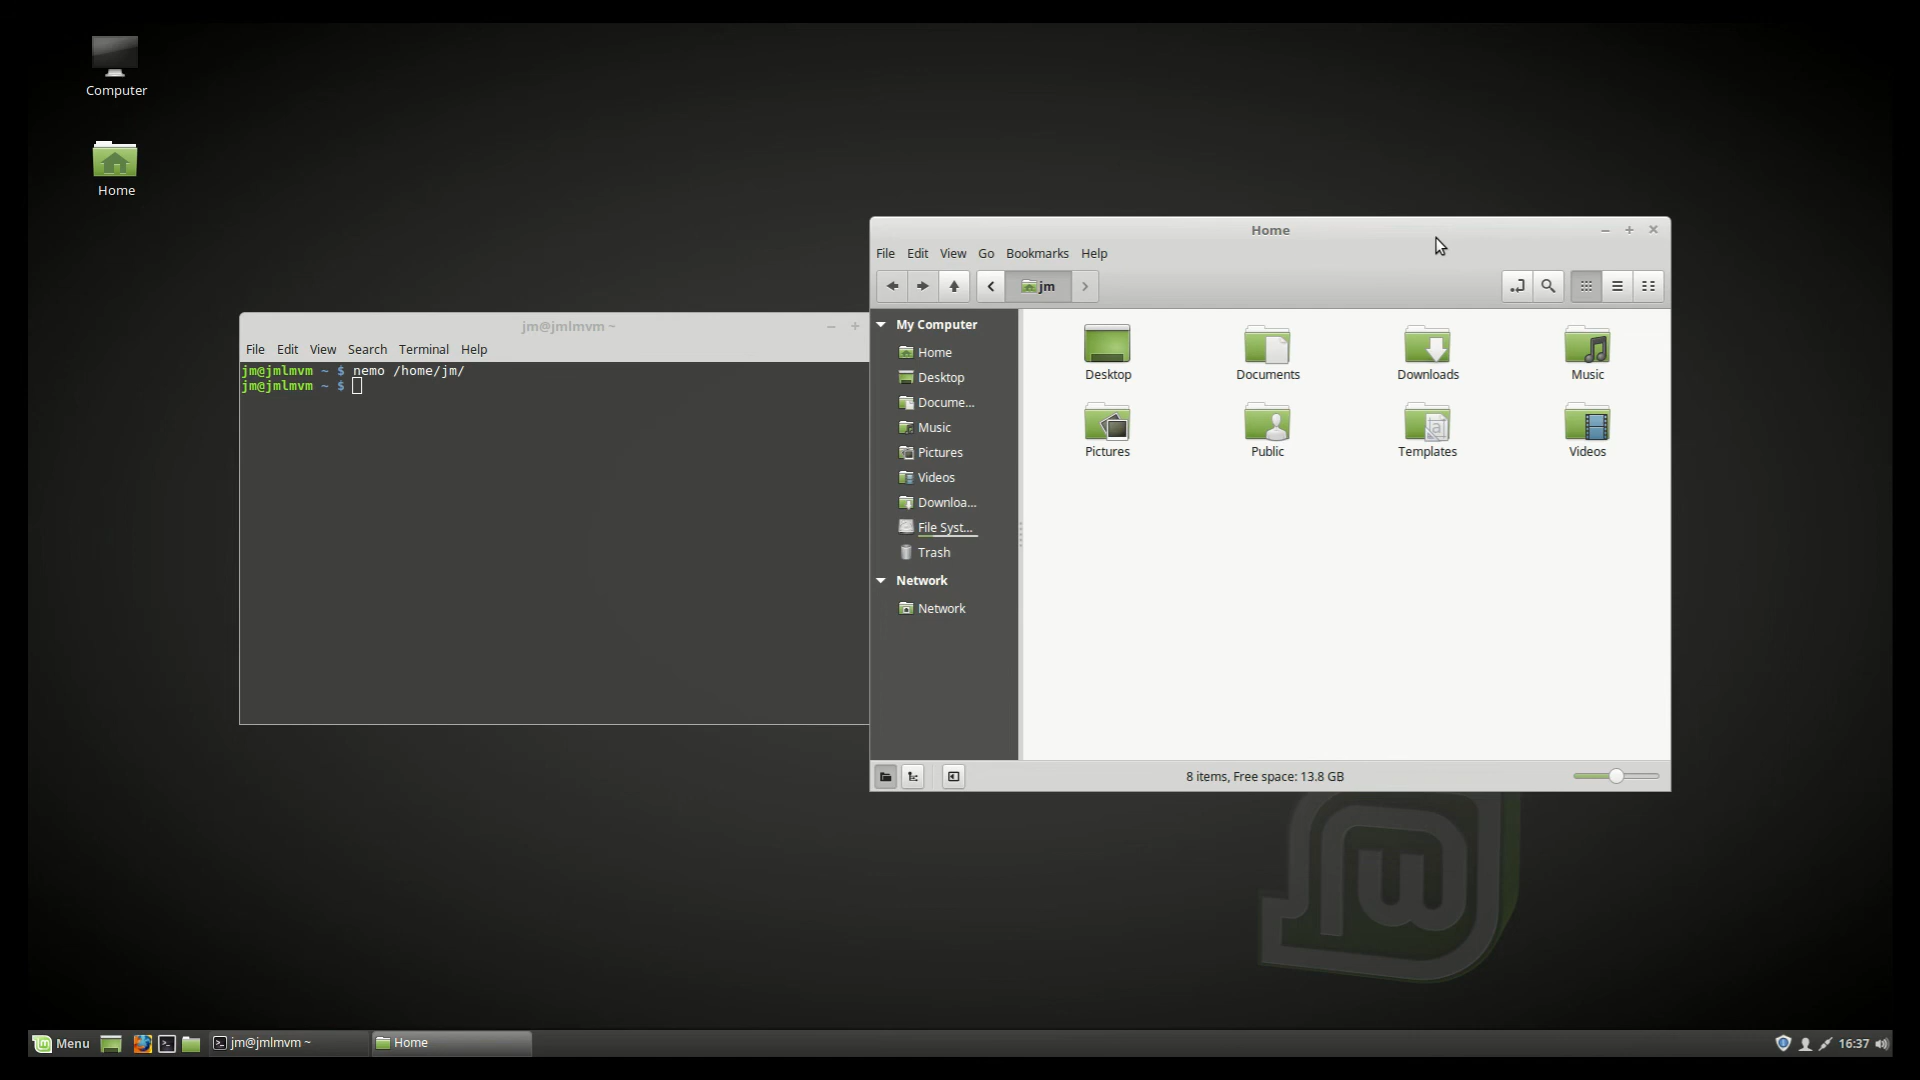 Computer
Home
Home
File Edit View Go Bookmarks Help
jm
My Computer
Home
Desktop
Docume...
Music
Pictures
Videos
Downloa...
File Syst...
Trash
Network
Network
Desktop Documents Downloads Music
Pictures Public Templates Videos
8 items, Free space: 13.8 GB
jm@jmlmvm ~
File Edit View Search Terminal Help
jm@jmlmvm ~ $ nemo /home/jm/
jm@jmlmvm ~ $
Menu jm@jmlmvm ~ Home 16:37